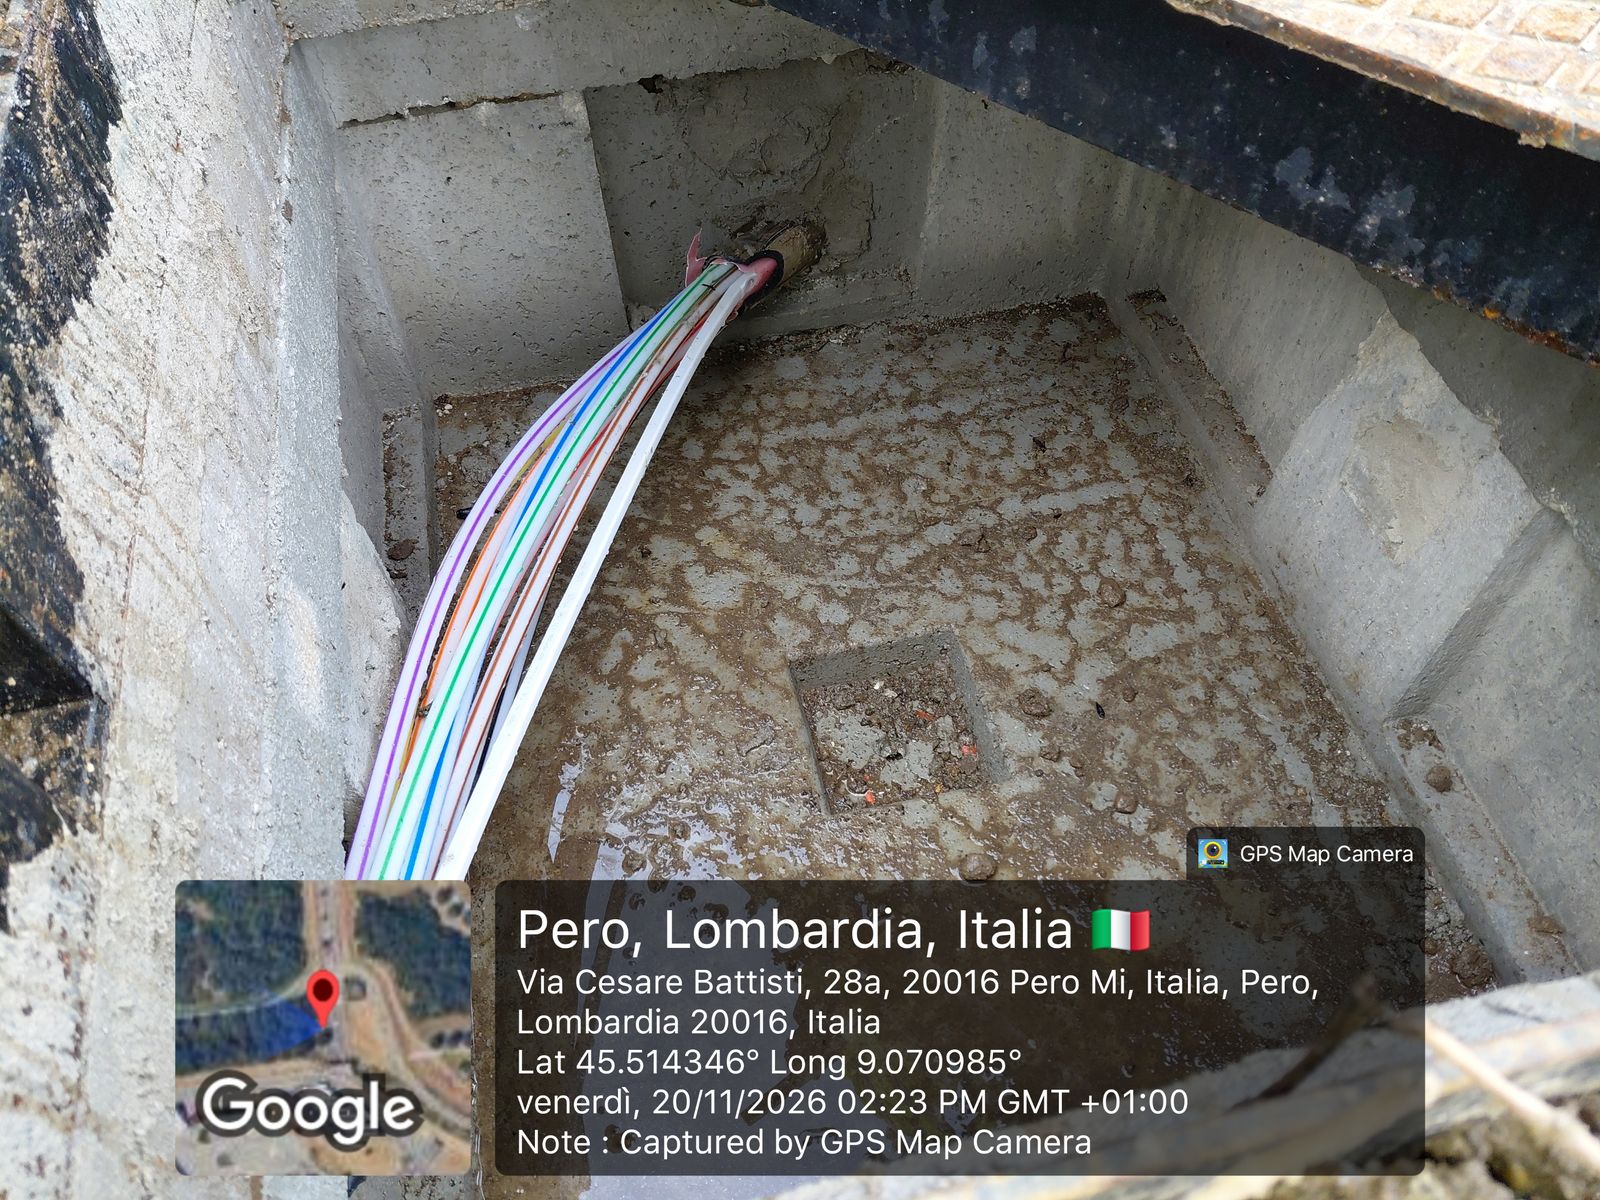 GPS Map Camera
Pero, Lombardia, Italia
Via Cesare Battisti, 28a, 20016 Pero Mi, Italia, Pero,
Lombardia 20016, Italia
Lat 45.514346° Long 9.070985°
venerdì, 20/11/2026 02:23 PM GMT +01:00
Note : Captured by GPS Map Camera
Google